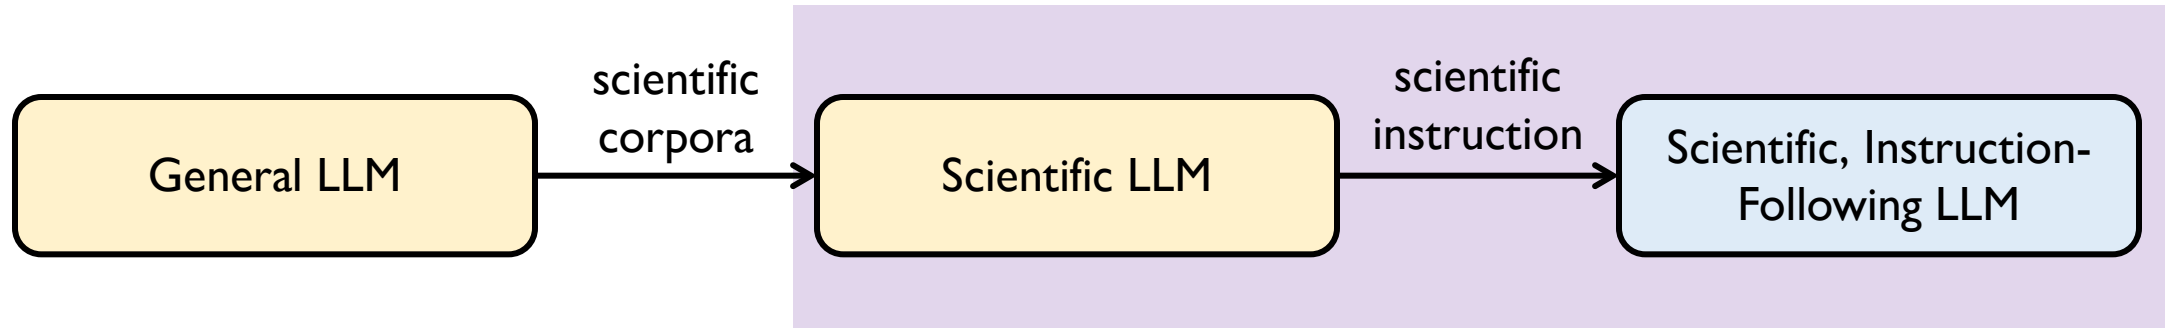 General LLM
scientific
corpora
Scientific LLM
scientific
instruction
Scientific, Instruction-
Following LLM